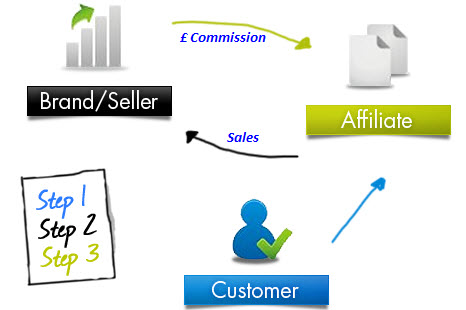 £ Commission
Brand/Seller
Affiliate
Sales
Step 1
Step 2
Step 3
Customer